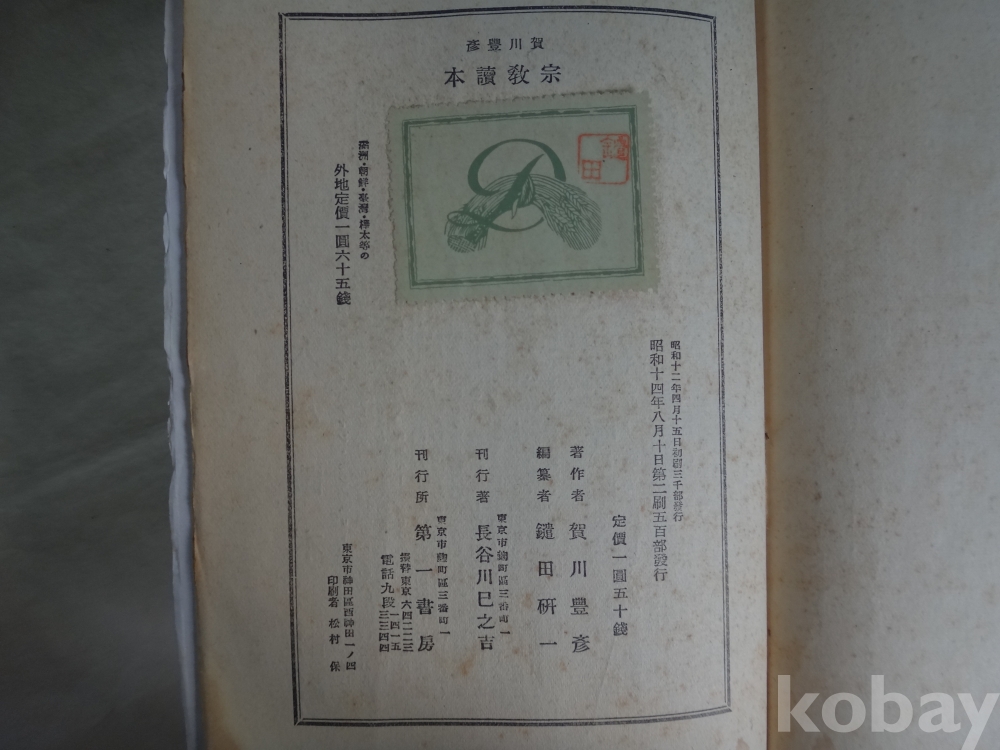 賀川豐彦
宗教讀本
鑓田
昭和十二年四月十五日初刷三千部發行
昭和十四年八月十日第二刷五百部發行
定價一圓五十錢
著作者 賀川豐彦
編纂者 鑓田硏一
東京市麹町區三番町一
刊行者 長谷川巳之吉
東京市麹町區三番町一
刊行所 第一書房
振替東京六四二二三
電話九段
東京市神田區西神田一ノ四
印刷者 松村保
滿洲・朝鮮・臺灣・樺太等の
外地定價一圓六十五錢
kobay